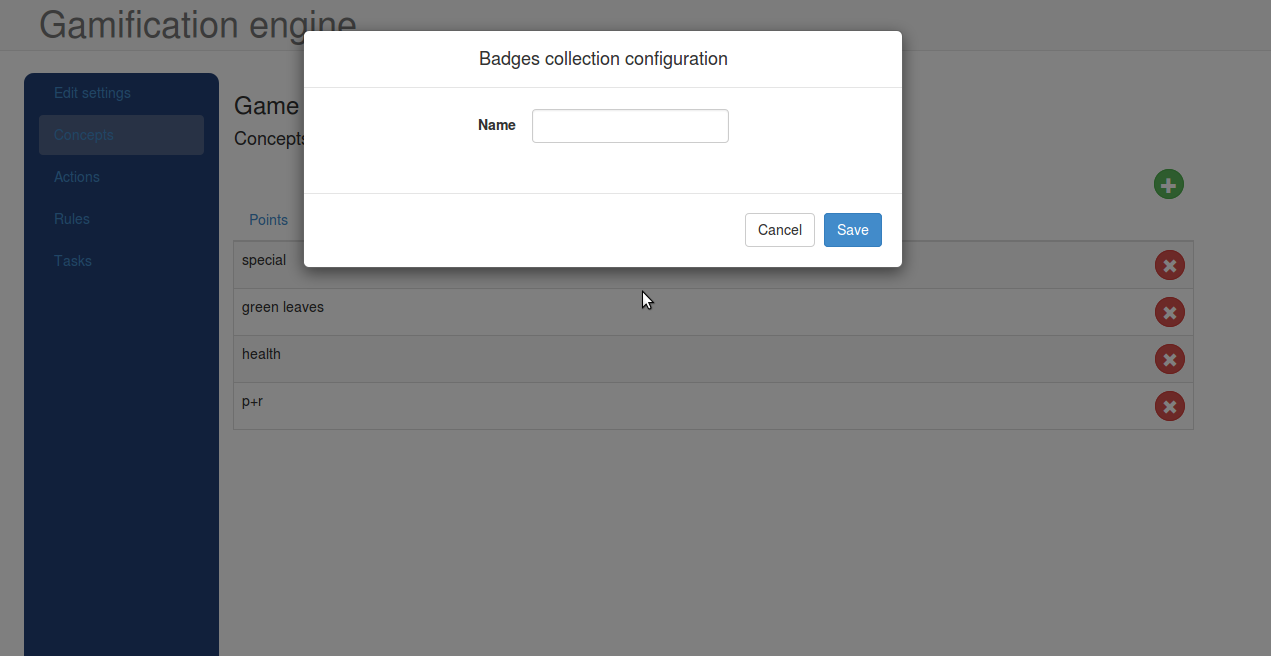 Gamification engine
Badges collection configuration
Name
Cancel
Save
Edit settings
Concepts
Actions
Rules
Tasks
Game
Concepts
Points
special
green leaves
health
p+r